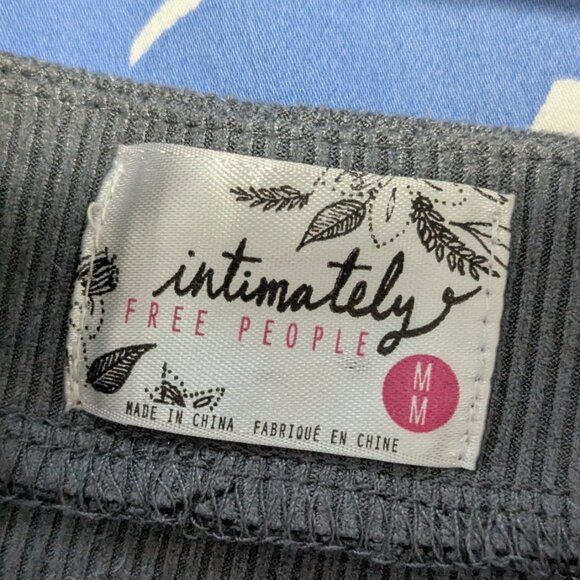 intimately
FREE PEOPLE
M
M
MADE IN CHINA FABRIQUÉ EN CHINE